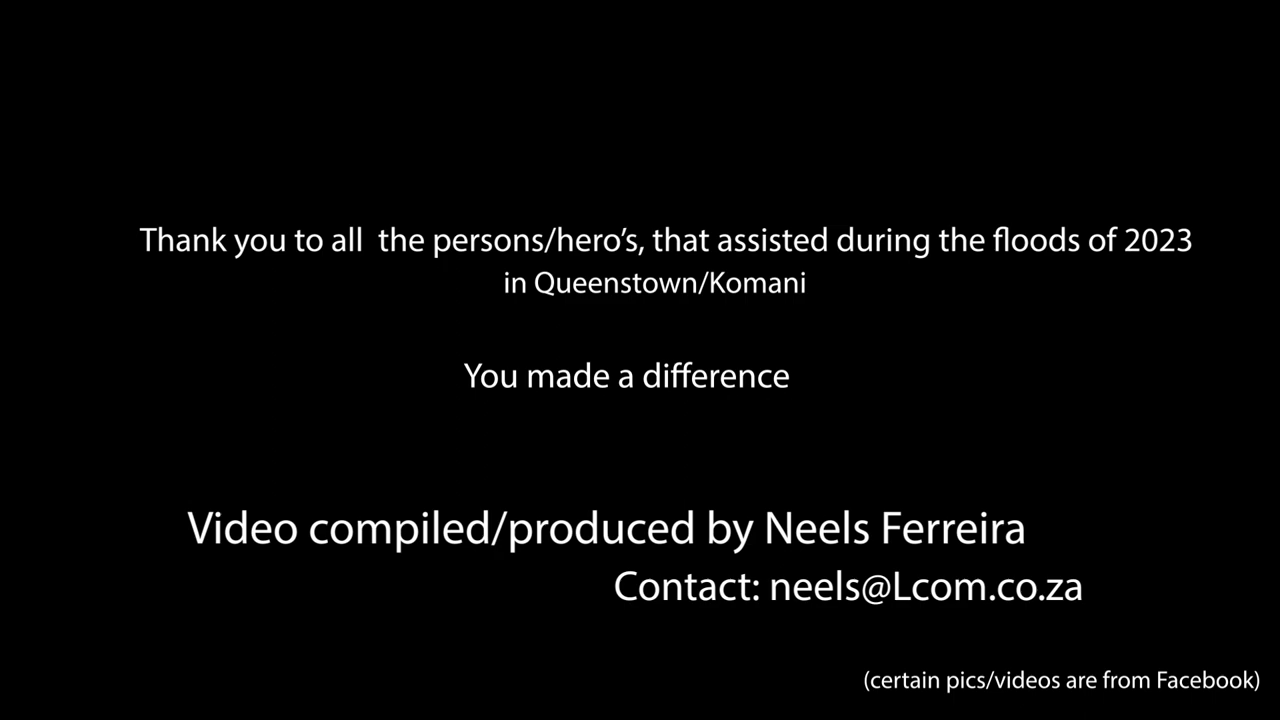 Thank you to all  the persons/hero’s, that assisted during the floods of 2023
in Queenstown/Komani
You made a difference
Video compiled/produced by Neels Ferreira
Contact: neels@Lcom.co.za
(certain pics/videos are from Facebook)